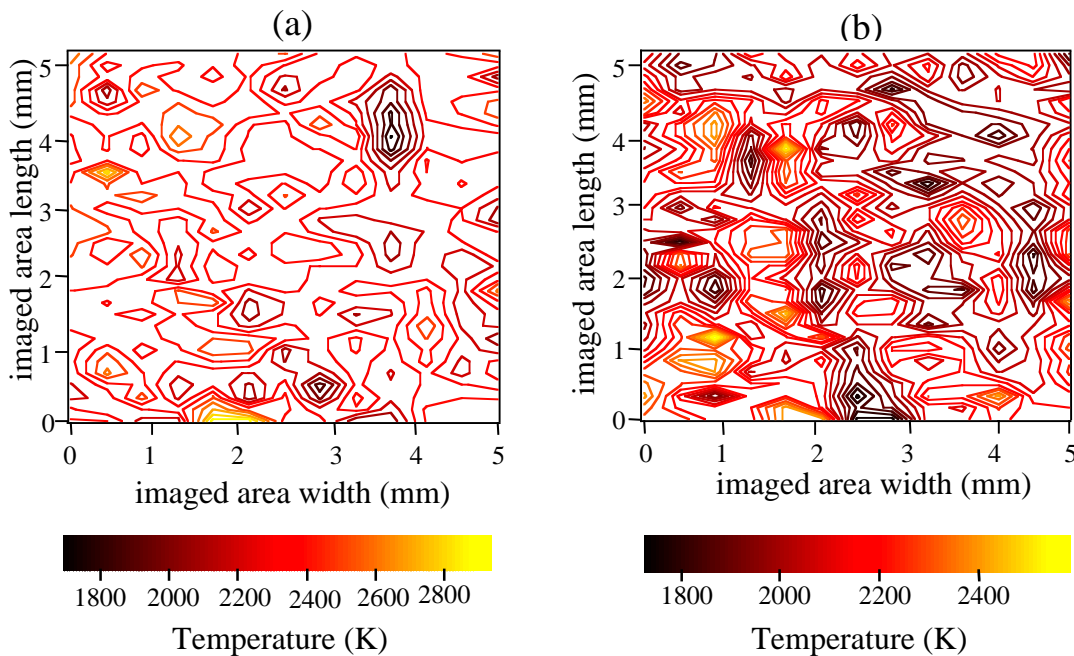 (a)
imaged area length (mm)
5
4
3
2
1
0
0 1 2 3 4 5
imaged area width (mm)
1800 2000 2200 2400 2600 2800
Temperature (K)
(b)
imaged area length (mm)
5
4
3
2
1
0
0 1 2 3 4 5
imaged area width (mm)
1800 2000 2200 2400
Temperature (K)